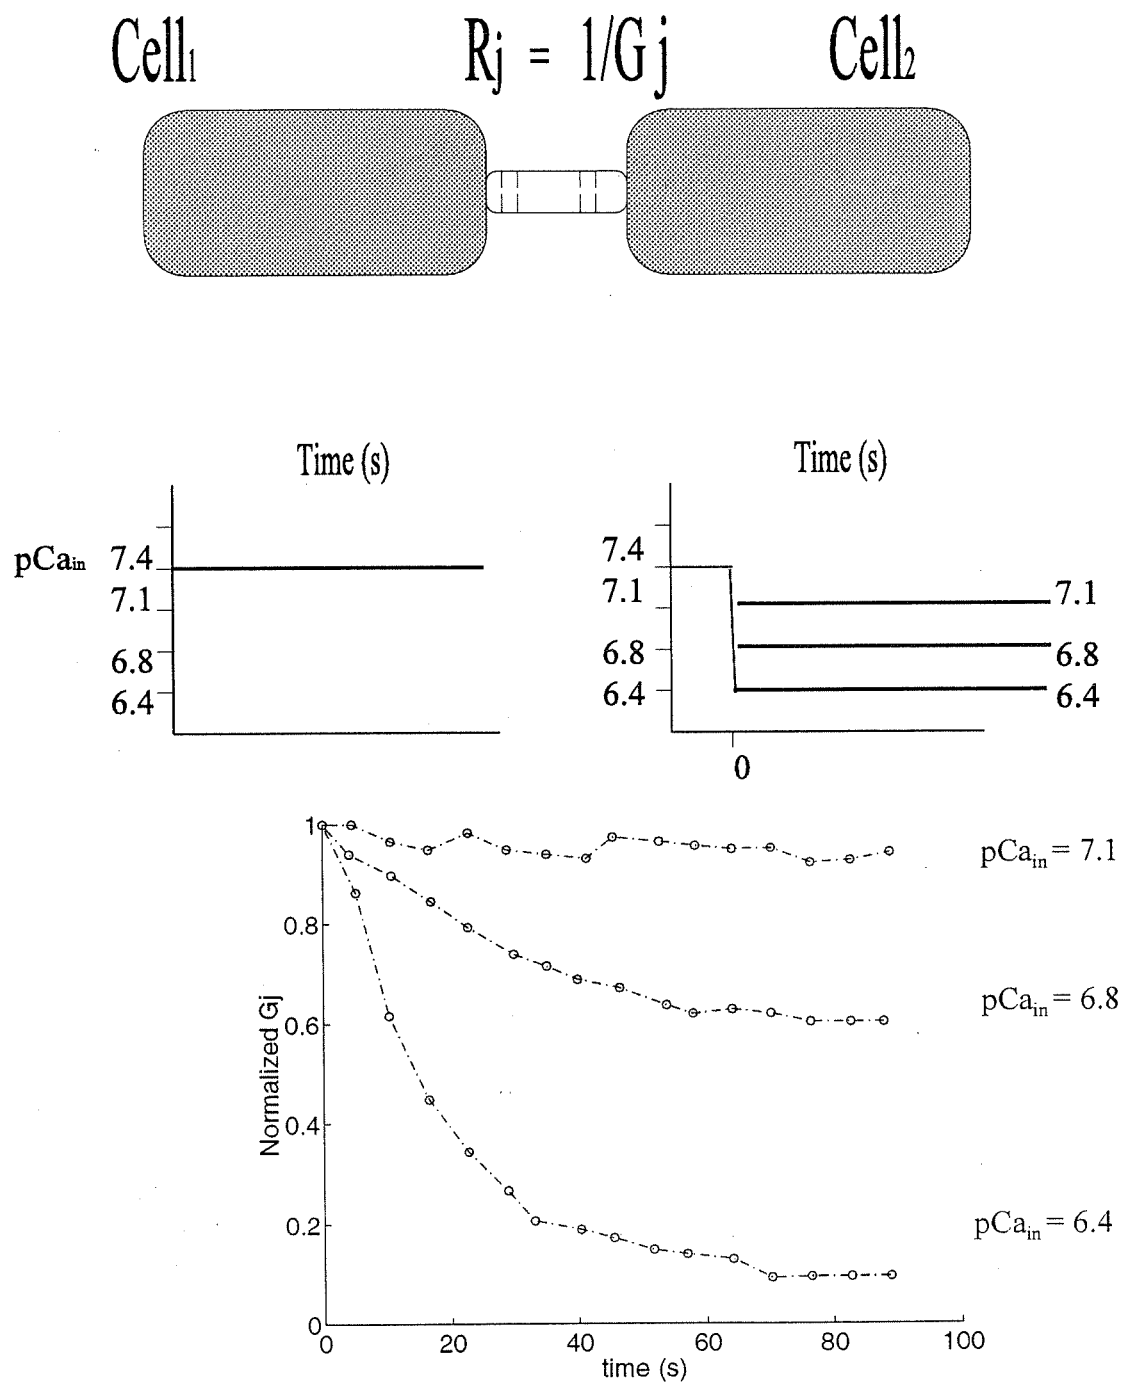 Cell1 Rj = 1/Gj Cell2
Time (s) Time (s)
pCain 7.4
7.1
6.8
6.4
7.4
7.1 7.1
6.8 6.8
6.4 6.4
0
1
0.8
0.6
0.4
0.2
0
Normalized Gj
pCain = 7.1
pCain = 6.8
pCain = 6.4
0 20 40 60 80 100
time (s)